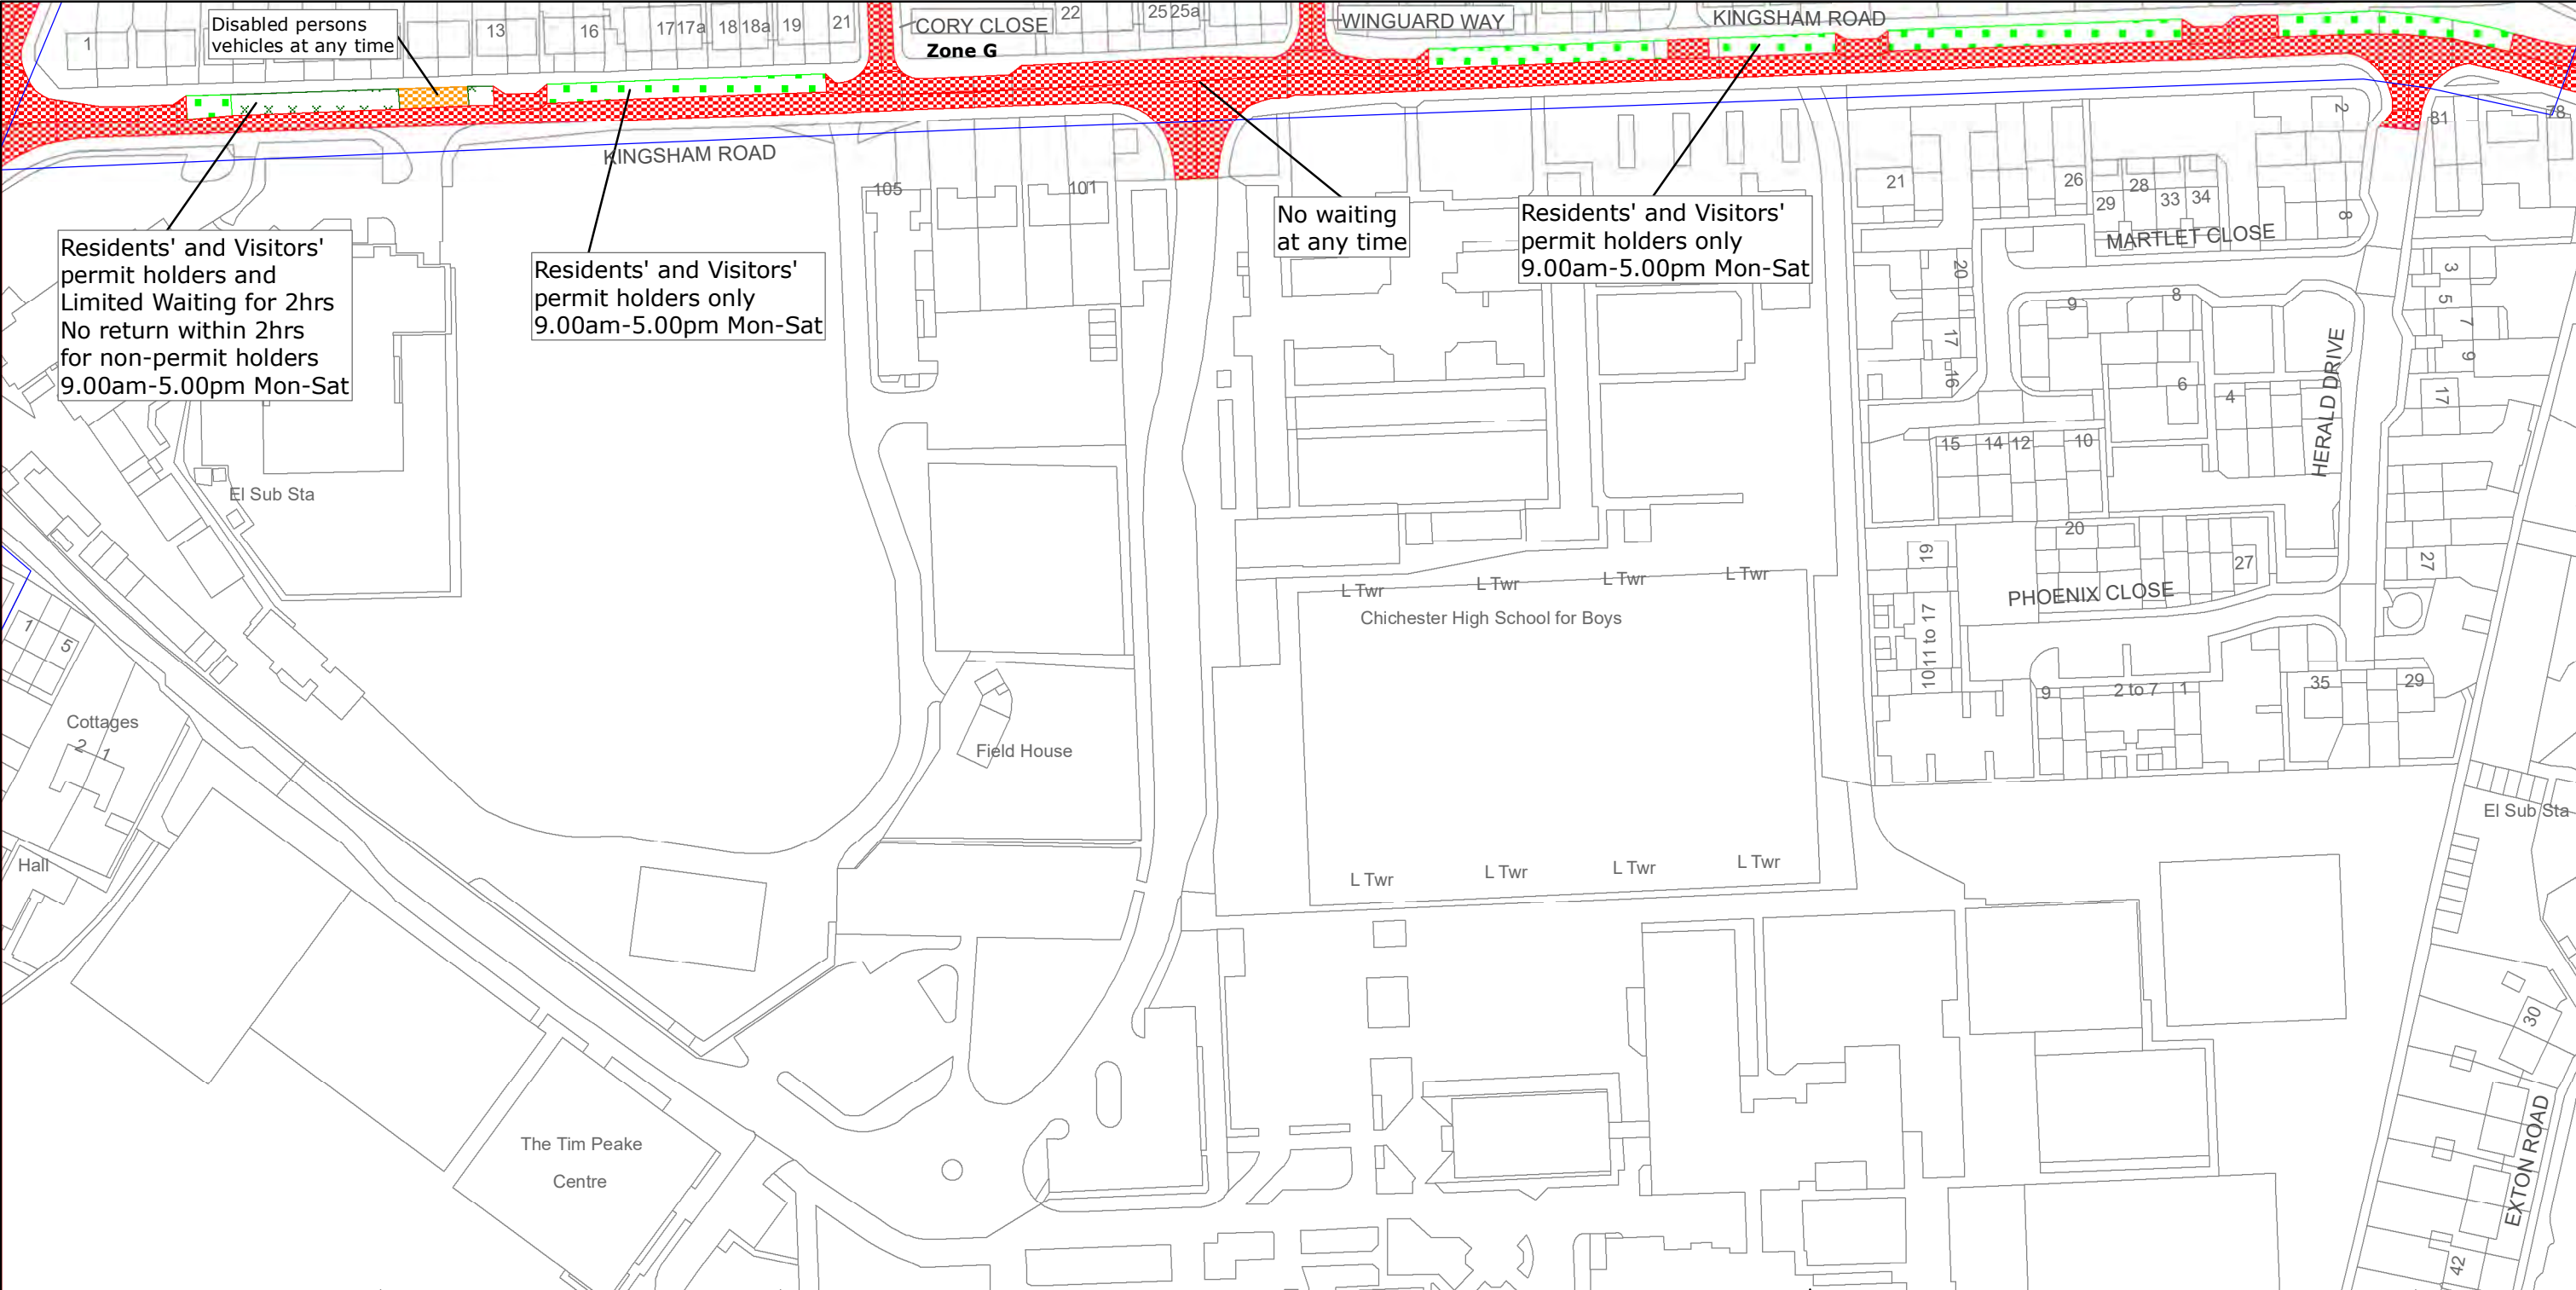 Disabled persons
vehicles at any time
1
13
16
17
17a
18
18a
19
21
CORY CLOSE
22
25
25a
WINGUARD WAY
KINGSHAM ROAD
Zone G
KINGSHAM ROAD
105
101
2
81
78
Residents' and Visitors'
permit holders and
Limited Waiting for 2hrs
No return within 2hrs
for non-permit holders
9.00am-5.00pm Mon-Sat
Residents' and Visitors'
permit holders only
9.00am-5.00pm Mon-Sat
No waiting
at any time
Residents' and Visitors'
permit holders only
9.00am-5.00pm Mon-Sat
21
26
28
29
33
34
8
MARTLET CLOSE
20
9
8
3
5
7
9
17
16
6
4
17
HERALD DRIVE
15
14
12
10
El Sub Sta
20
19
27
27
L Twr
L Twr
L Twr
L Twr
Chichester High School for Boys
PHOENIX CLOSE
1
5
10
11 to 17
9
2 to 7
1
35
29
Cottages
2
1
Field House
El Sub Sta
Hall
L Twr
L Twr
L Twr
L Twr
30
The Tim Peake
Centre
EXTON ROAD
42